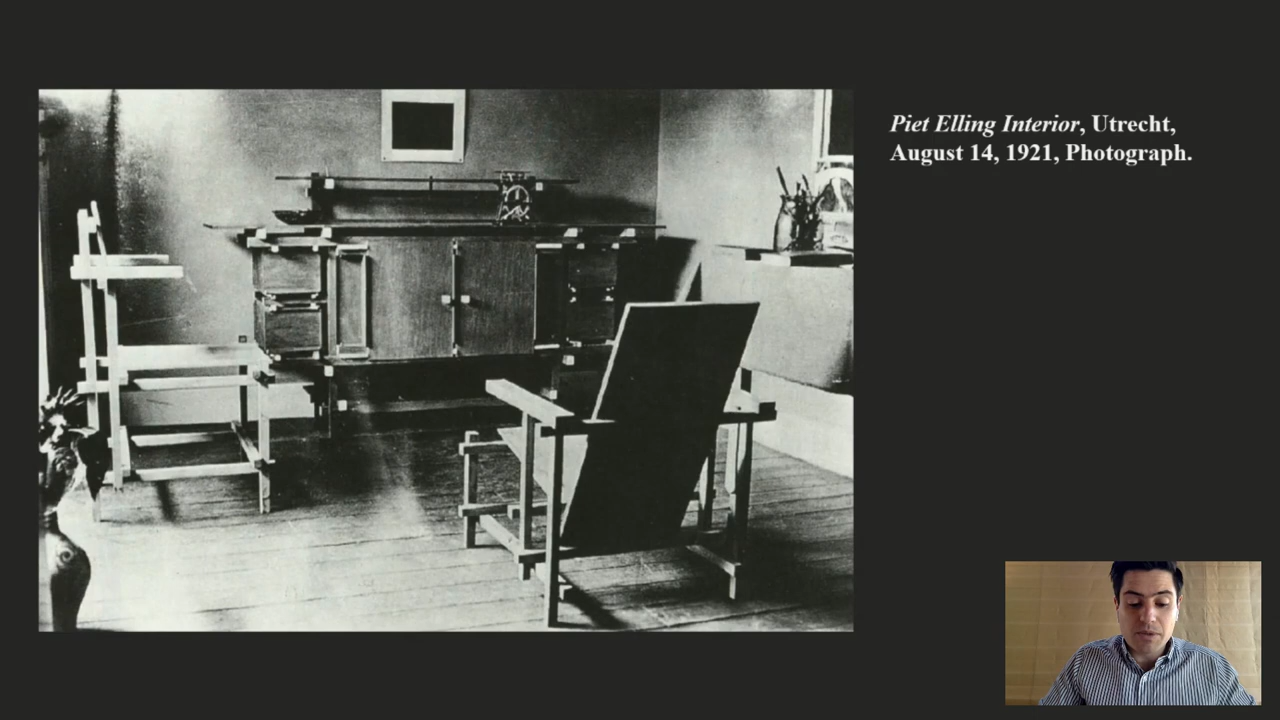 Piet Elling Interior, Utrecht,
August 14, 1921, Photograph.